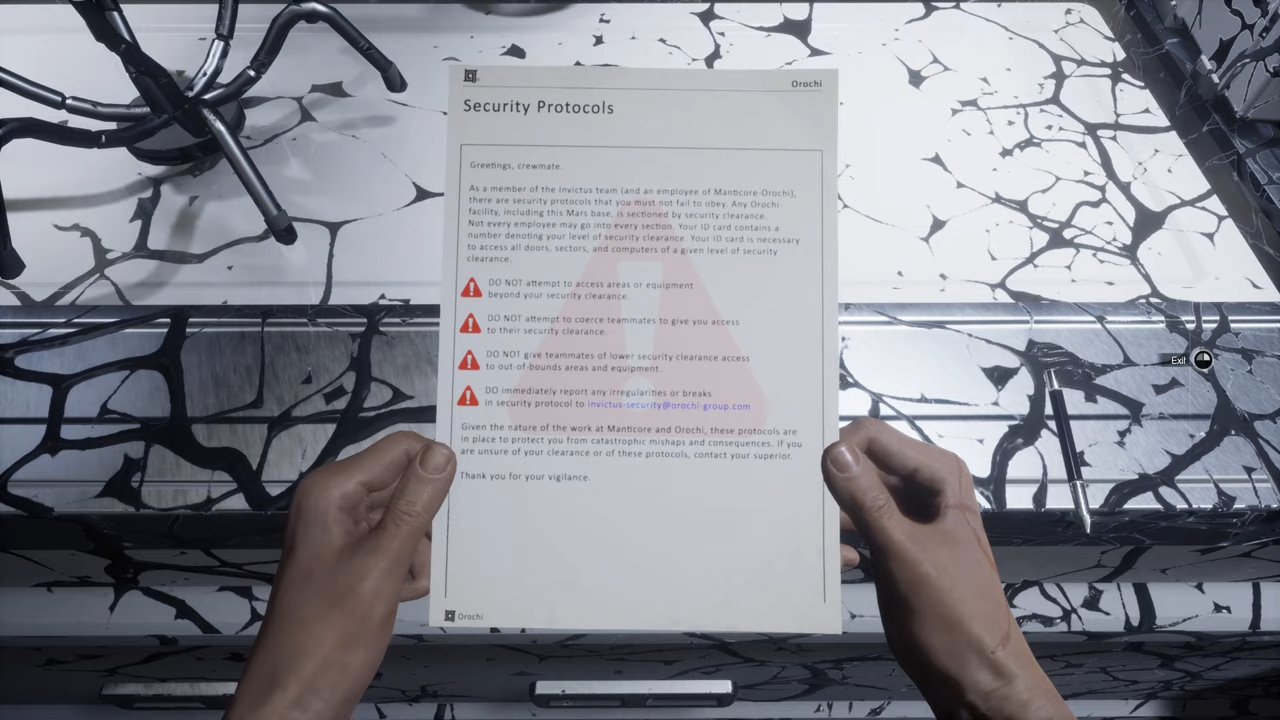 Orochi
Security Protocols
Greetings, crewmate.
As a member of the Invictus team (and an employee of Manticore-Orochi),
there are security protocols that you must not fail to obey. Any Orochi
facility, including this Mars base, is sectioned by security clearance.
Not every employee may go into every section. Your ID card contains a
number denoting your level of security clearance. Your ID card is necessary
to access all doors, sectors, and computers of a given level of security
clearance.
DO NOT attempt to access areas or equipment
beyond your security clearance.
DO NOT attempt to coerce teammates to give you access
to their security clearance.
DO NOT give teammates of lower security clearance access
to out-of-bounds areas and equipment.
DO immediately report any irregularities or breaks
in security protocol to invictus-security@orochi-group.com
Given the nature of the work at Manticore and Orochi, these protocols are
in place to protect you from catastrophic mishaps and consequences. If you
are unsure of your clearance or of these protocols, contact your superior.
Thank you for your vigilance.
Orochi
Exit